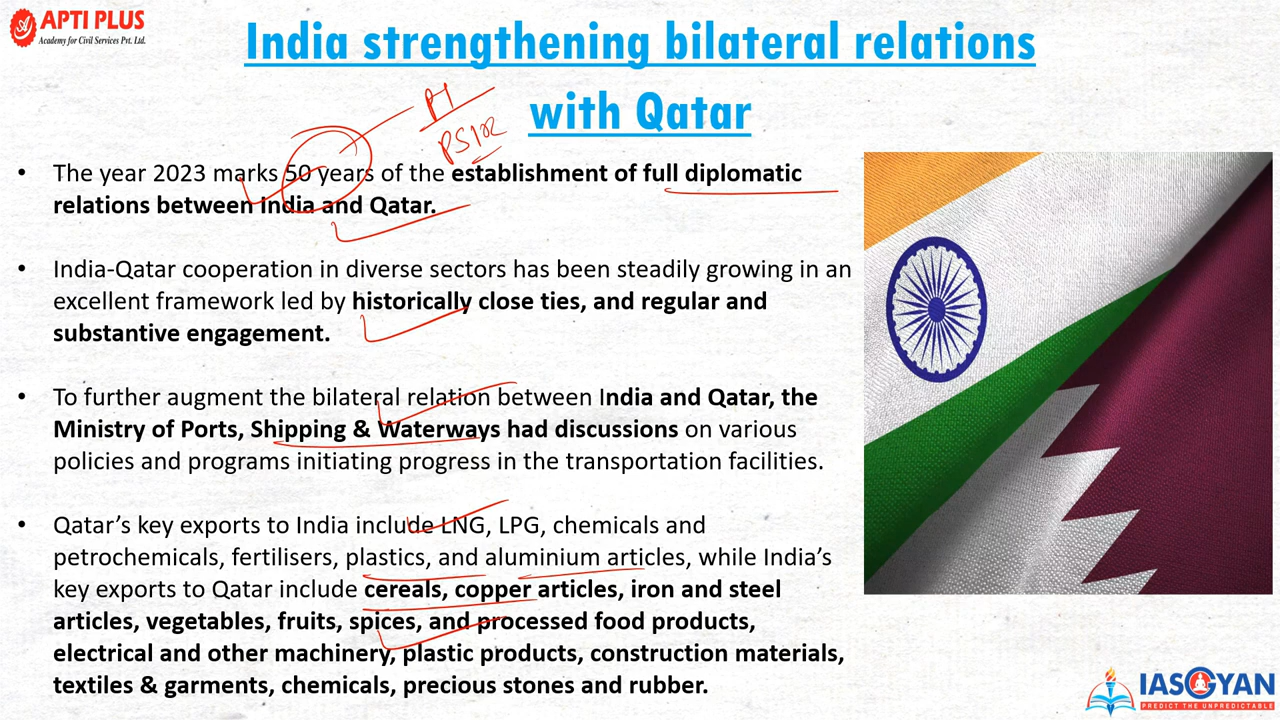 APTI PLUS
Academy for Civil Services Pvt. Ltd.
India strengthening bilateral relations
with Qatar
• The year 2023 marks 50 years of the establishment of full diplomatic
relations between India and Qatar.
• India-Qatar cooperation in diverse sectors has been steadily growing in an
excellent framework led by historically close ties, and regular and
substantive engagement.
• To further augment the bilateral relation between India and Qatar, the
Ministry of Ports, Shipping & Waterways had discussions on various
policies and programs initiating progress in the transportation facilities.
• Qatar's key exports to India include LNG, LPG, chemicals and
petrochemicals, fertilisers, plastics, and aluminium articles, while India's
key exports to Qatar include cereals, copper articles, iron and steel
articles, vegetables, fruits, spices, and processed food products,
electrical and other machinery, plastic products, construction materials,
textiles & garments, chemicals, precious stones and rubber.
IASGYAN
PREDICT THE UNPREDICTABLE